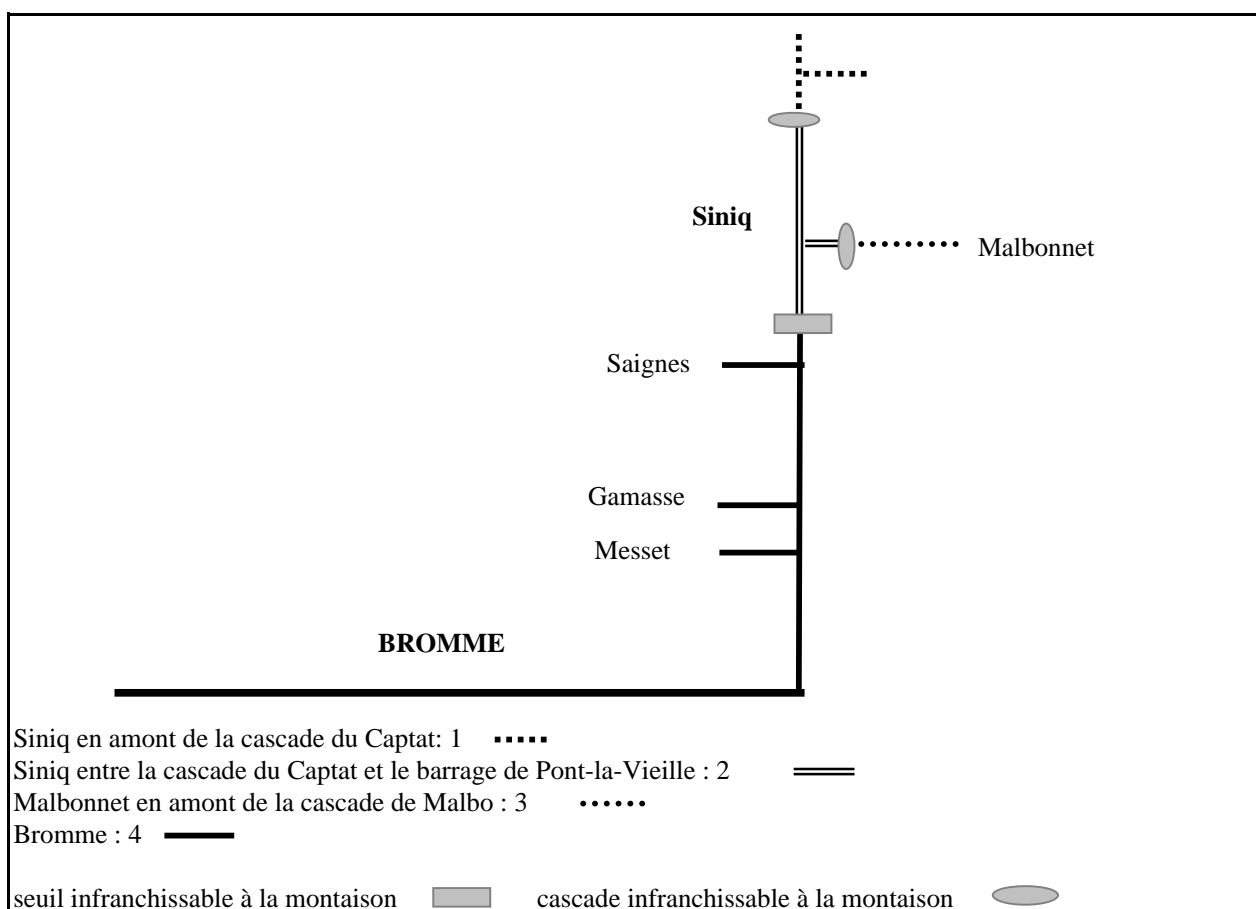 Siniq
Malbonnet
Saignes
Gamasse
Messet
BROMME
Siniq en amont de la cascade du Captat: 1
Siniq entre la cascade du Captat et le barrage de Pont-la-Vieille : 2
Malbonnet en amont de la cascade de Malbo : 3
Bromme : 4
seuil infranchissable à la montaison cascade infranchissable à la montaison